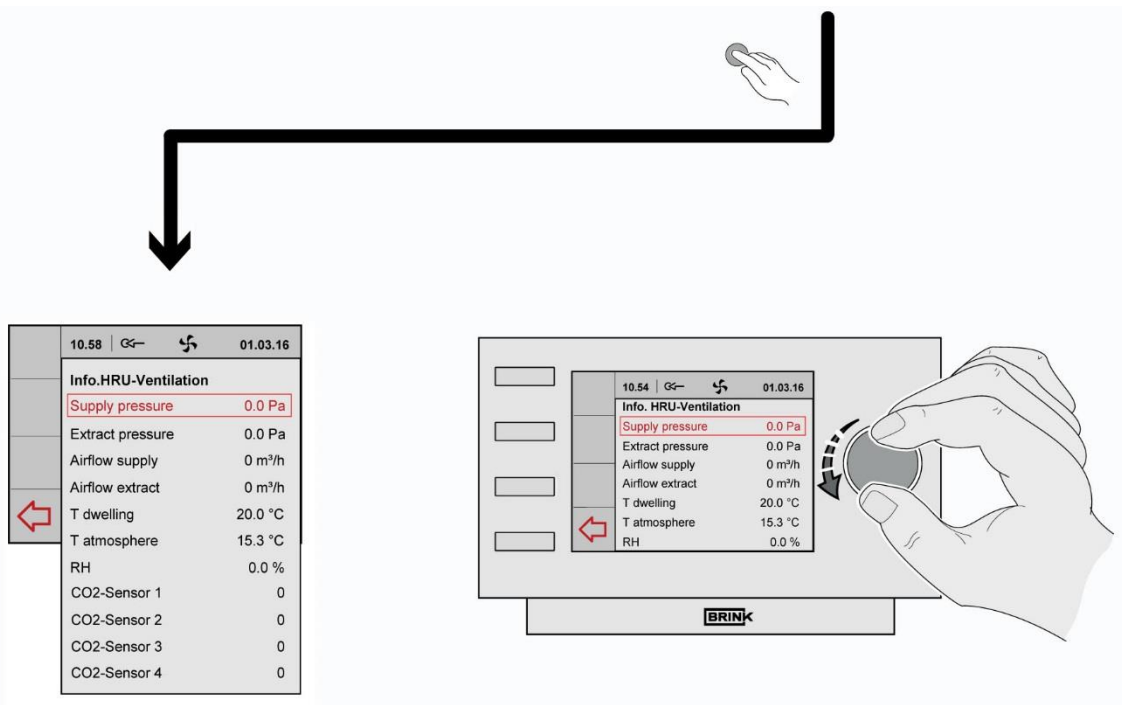 10.58 01.03.16
Info.HRU-Ventilation
Supply pressure 0.0 Pa
Extract pressure 0.0 Pa
Airflow supply 0 m³/h
Airflow extract 0 m³/h
T dwelling 20.0 °C
T atmosphere 15.3 °C
RH 0.0 %
CO2-Sensor 1 0
CO2-Sensor 2 0
CO2-Sensor 3 0
CO2-Sensor 4 0
10.54 01.03.16
Info. HRU-Ventilation
Supply pressure 0.0 Pa
Extract pressure 0.0 Pa
Airflow supply 0 m³/h
Airflow extract 0 m³/h
T dwelling 20.0 °C
T atmosphere 15.3 °C
RH 0.0 %
BRINK